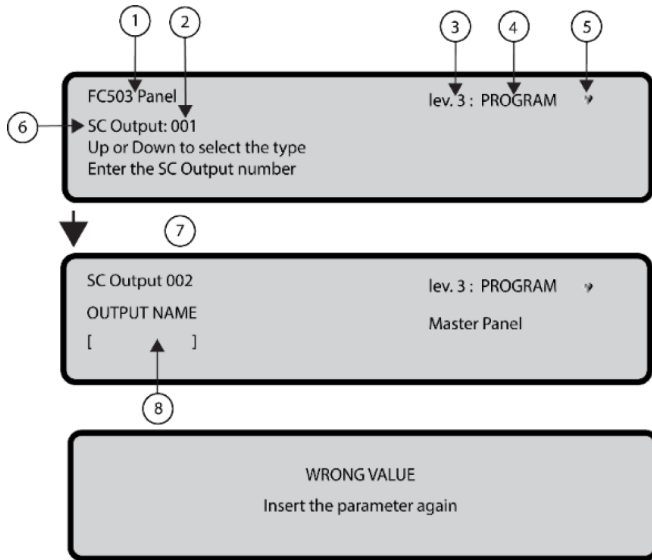 1 2 3 4 5
FC503 Panel lev. 3 : PROGRAM
6 SC Output: 001
Up or Down to select the type
Enter the SC Output number
7
SC Output 002 lev. 3 : PROGRAM
OUTPUT NAME
Master Panel
[ ]
8
WRONG VALUE
Insert the parameter again